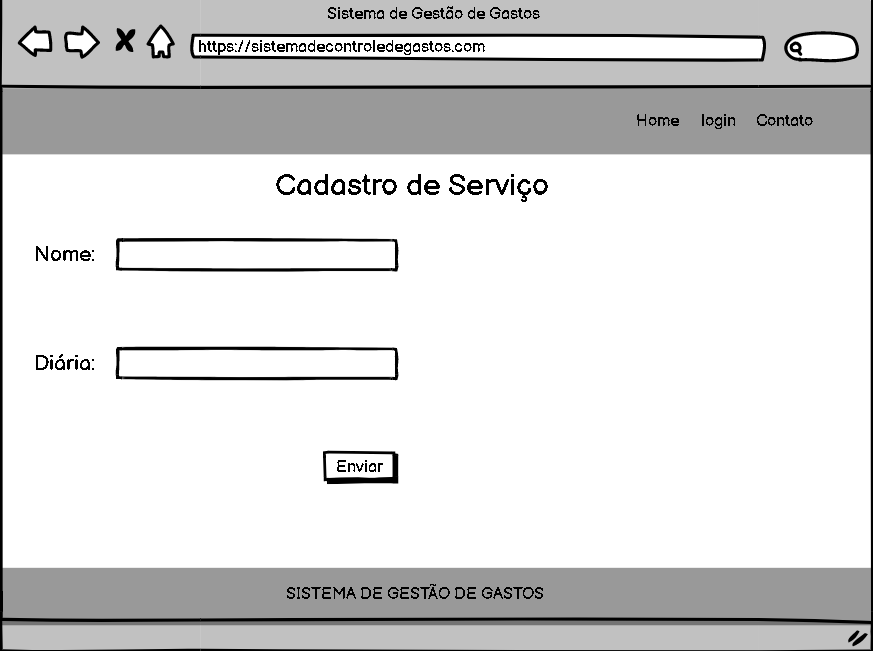 Sistema de Gestão de Gastos
https://sistemadecontroledegastos.com
Home login Contato
Cadastro de Serviço
Nome:
Diária:
Enviar
SISTEMA DE GESTÃO DE GASTOS